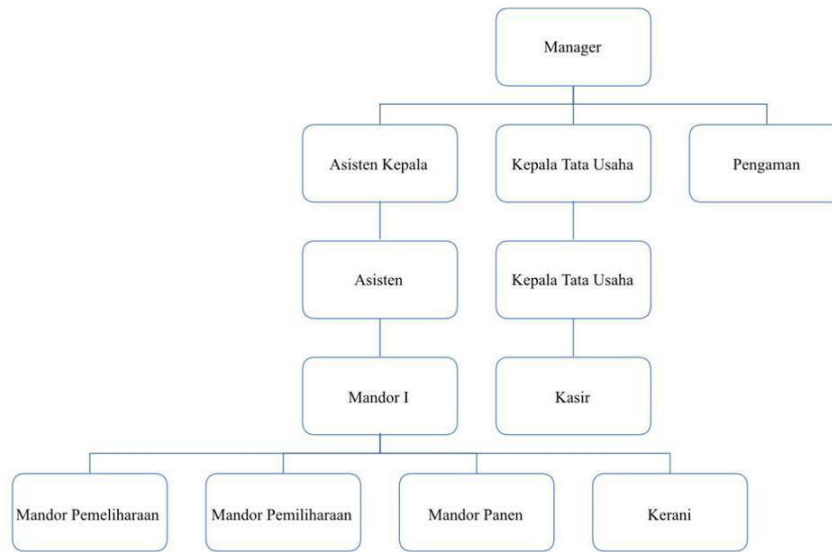 Manager
Asisten Kepala
Kepala Tata Usaha
Pengaman
Asisten
Kepala Tata Usaha
Mandor I
Kasir
Mandor Pemeliharaan
Mandor Pemiliharaan
Mandor Panen
Kerani